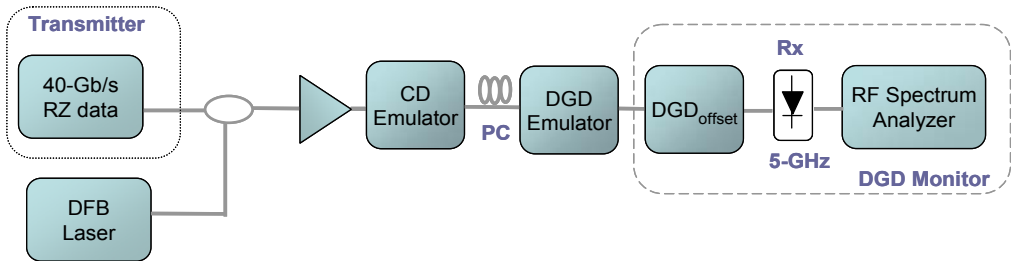 Transmitter
40-Gb/s
RZ data
DFB
Laser
CD
Emulator
PC
DGD
Emulator
DGDoffset
Rx
5-GHz
RF Spectrum
Analyzer
DGD Monitor